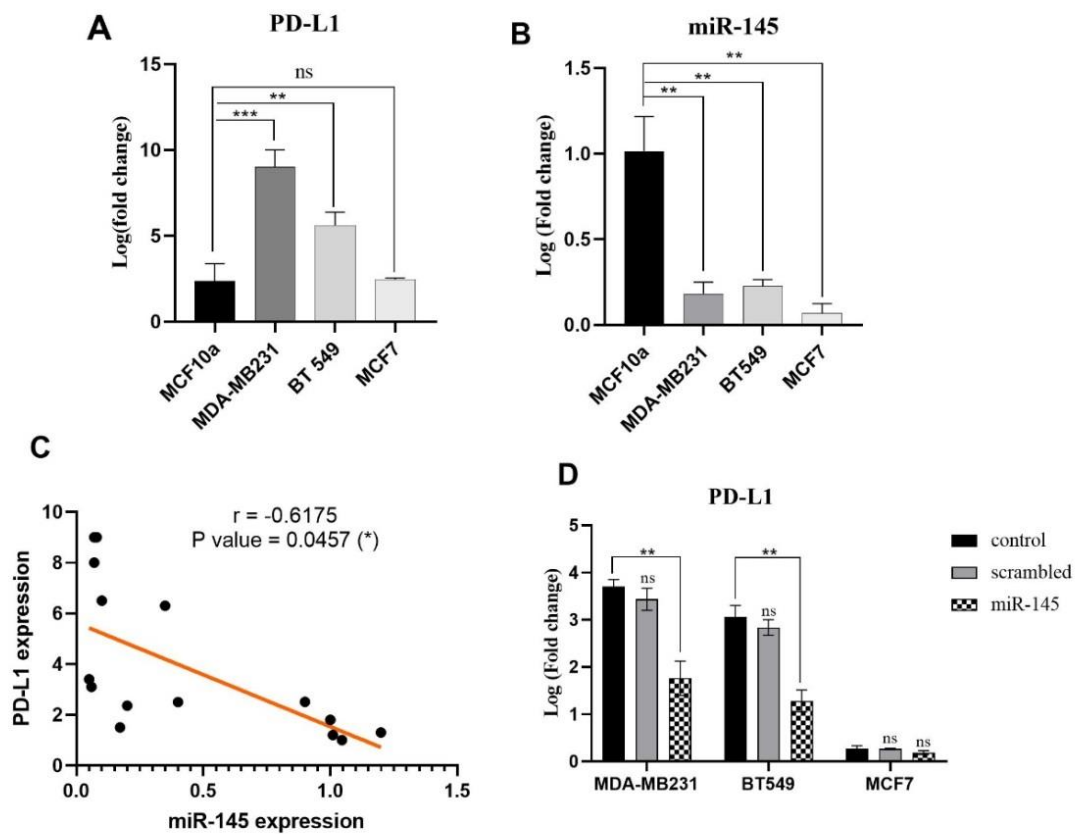 A
PD-L1
ns
**
***
Log(fold change)
15
10
5
0
MCF10a
MDA-MB231
BT 549
MCF7
B
miR-145
**
**
**
Log (Fold change)
1.5
1.0
0.5
0.0
MCF10a
MDA-MB231
BT549
MCF7
C
r = -0.6175
P value = 0.0457 (*)
PD-L1 expression
10
8
6
4
2
0
0.0 0.5 1.0 1.5
miR-145 expression
D
PD-L1
Log (Fold change)
5
4
3
2
1
0
**
ns
**
ns
ns
ns
MDA-MB231
BT549
MCF7
control
scrambled
miR-145